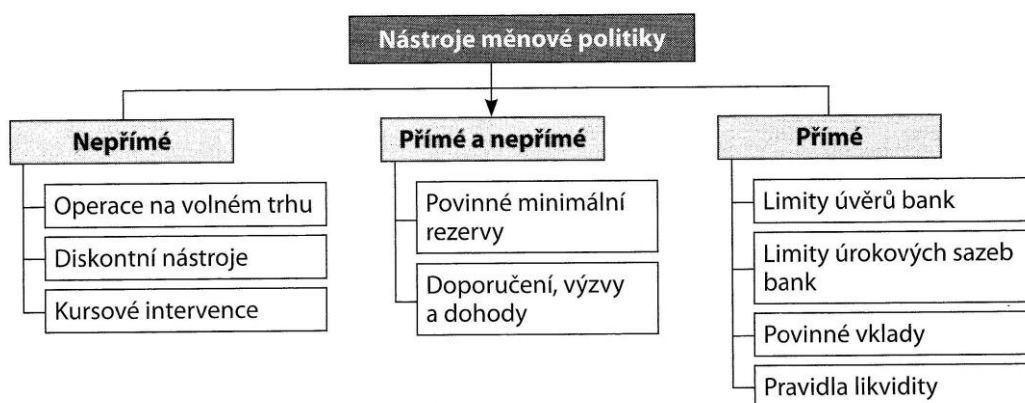 Nástroje měnové politiky
Nepřímé
Operace na volném trhu
Diskontní nástroje
Kursové intervence
Přímé a nepřímé
Povinné minimální
rezervy
Doporučení, výzvy
a dohody
Přímé
Limity úvěrů bank
Limity úrokových sazeb
bank
Povinné vklady
Pravidla likvidity